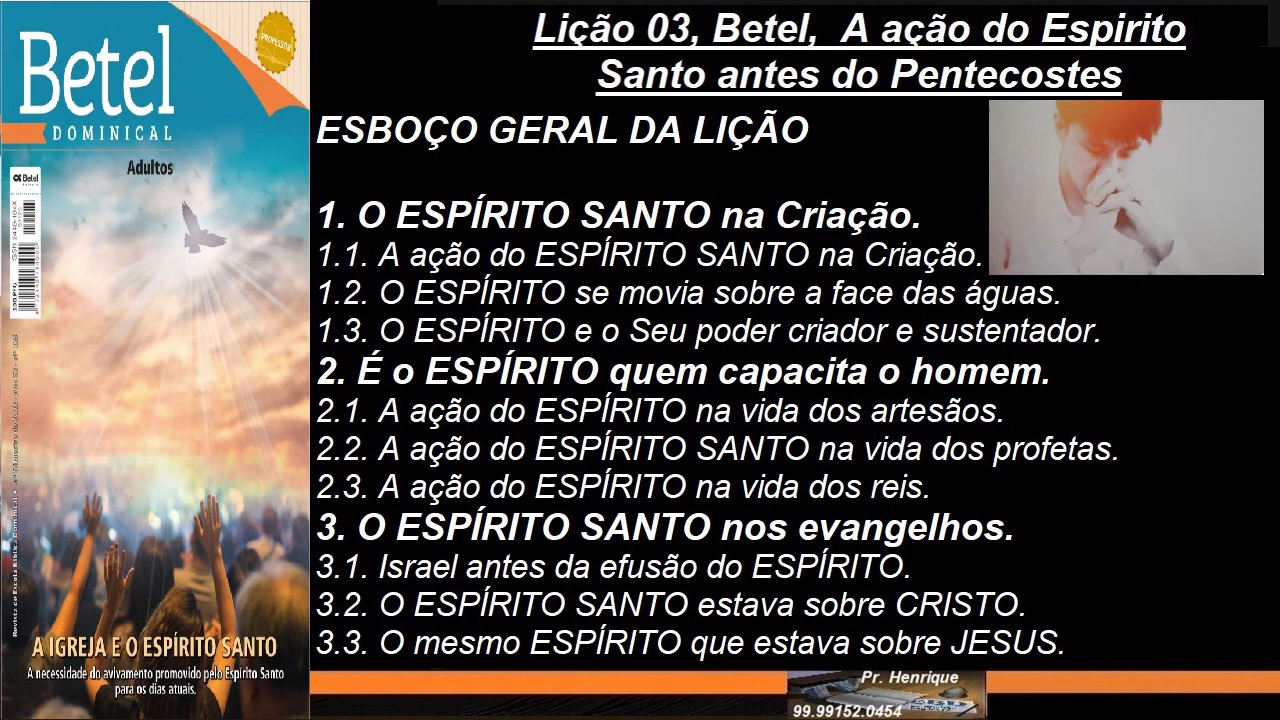 Betel
DOMINICAL
PROFESSOR
Adultos
Betel
A IGREJA E O ESPÍRITO SANTO
A necessidade do avivamento promovido pelo Espírito Santo
para os dias atuais.
Lição 03, Betel, A ação do Espirito
Santo antes do Pentecostes
ESBOÇO GERAL DA LIÇÃO
1. O ESPÍRITO SANTO na Criação.
1.1. A ação do ESPÍRITO SANTO na Criação.
1.2. O ESPÍRITO se movia sobre a face das águas.
1.3. O ESPÍRITO e o Seu poder criador e sustentador.
2. É o ESPÍRITO quem capacita o homem.
2.1. A ação do ESPÍRITO na vida dos artesãos.
2.2. A ação do ESPÍRITO SANTO na vida dos profetas.
2.3. A ação do ESPÍRITO na vida dos reis.
3. O ESPÍRITO SANTO nos evangelhos.
3.1. Israel antes da efusão do ESPÍRITO.
3.2. O ESPÍRITO SANTO estava sobre CRISTO.
3.3. O mesmo ESPÍRITO que estava sobre JESUS.
Pr. Henrique
99.99152.0454